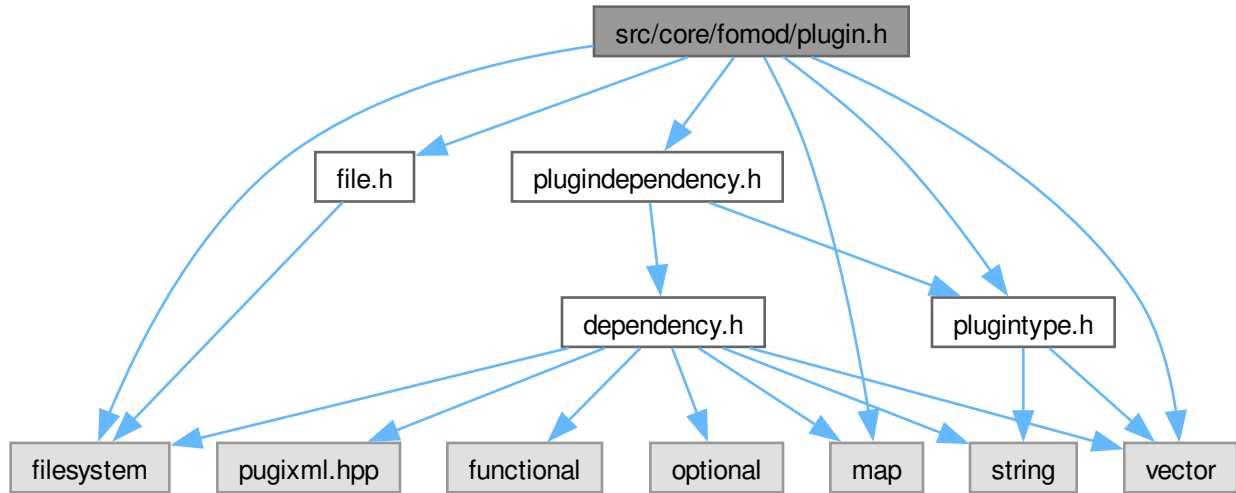 src/core/fomod/plugin.h
file.h
plugindependency.h
dependency.h
plugintype.h
filesystem
pugixml.hpp
functional
optional
map
string
vector